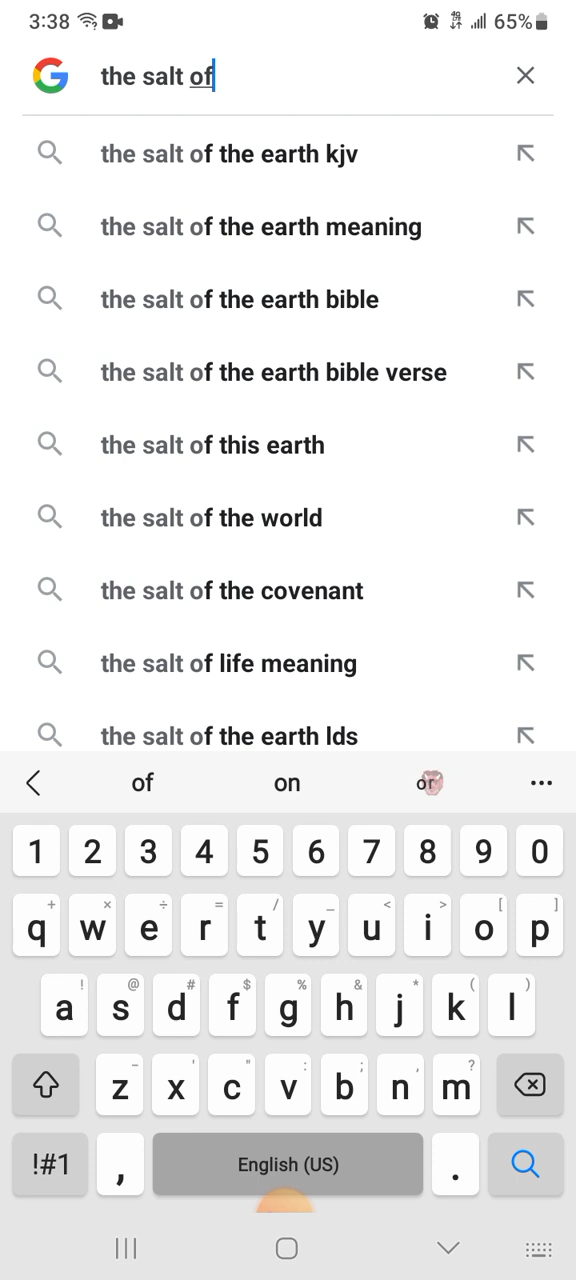 3:38 4G 65%
the salt of
the salt of the earth kjv
the salt of the earth meaning
the salt of the earth bible
the salt of the earth bible verse
the salt of this earth
the salt of the world
the salt of the covenant
the salt of life meaning
the salt of the earth lds
of on or
1 2 3 4 5 6 7 8 9 0
+ × ÷ = / _ < > [ ]
q w e r t y u i o p
! @ # $ % & * ( )
a s d f g h j k l
- ' " : ; , ?
z x c v b n m
!#1 , English (US) .